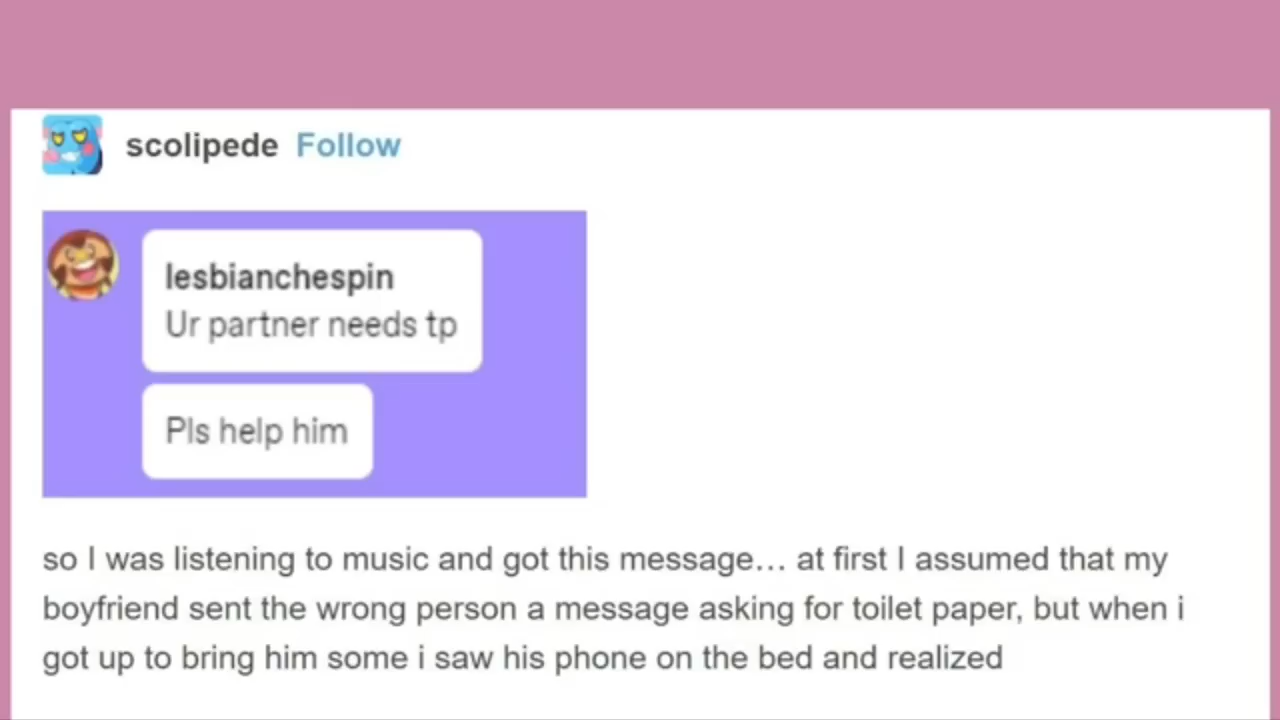 scolipede Follow
lesbianchespin
Ur partner needs tp
Pls help him
so I was listening to music and got this message... at first I assumed that my
boyfriend sent the wrong person a message asking for toilet paper, but when i
got up to bring him some i saw his phone on the bed and realized